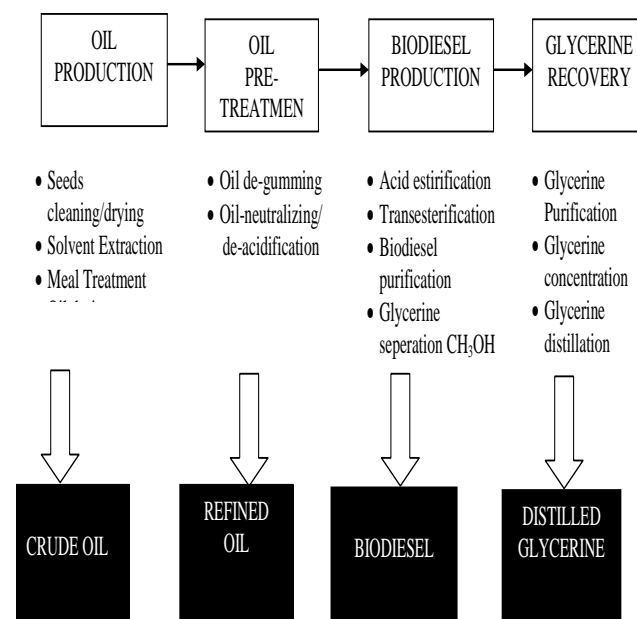 OIL
PRODUCTION
OIL
PRE-
TREATMEN
BIODIESEL
PRODUCTION
GLYCERINE
RECOVERY
• Seeds
cleaning/drying
• Solvent Extraction
• Meal Treatment
• Oil de-gumming
• Oil-neutralizing/
de-acidification
• Acid estirification
• Transesterification
• Biodiesel
purification
• Glycerine
seperation CH₃OH
• Glycerine
Purification
• Glycerine
concentration
• Glycerine
distillation
CRUDE OIL
REFINED
OIL
BIODIESEL
DISTILLED
GLYCERINE